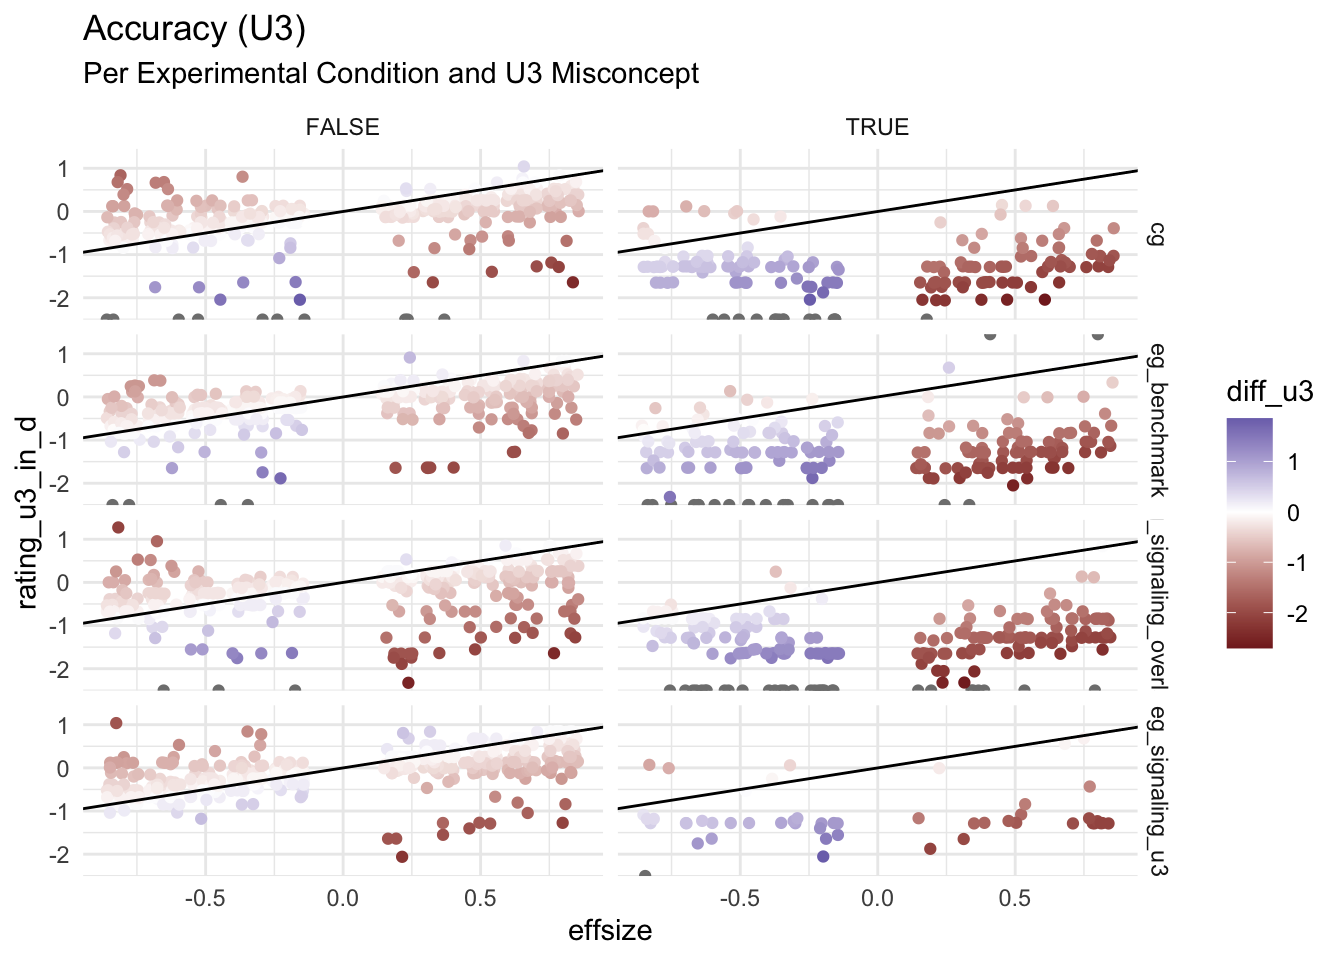 Accuracy (U3)
Per Experimental Condition and U3 Misconcept
FALSE
TRUE
rating_u3_in_d
1
0
-1
-2
cg
1
0
-1
-2
eg_benchmark
1
0
-1
-2
_signaling_overl
1
0
-1
-2
eg_signaling_u3
-0.5
0.0
0.5
-0.5
0.0
0.5
effsize
diff_u3
1
0
-1
-2